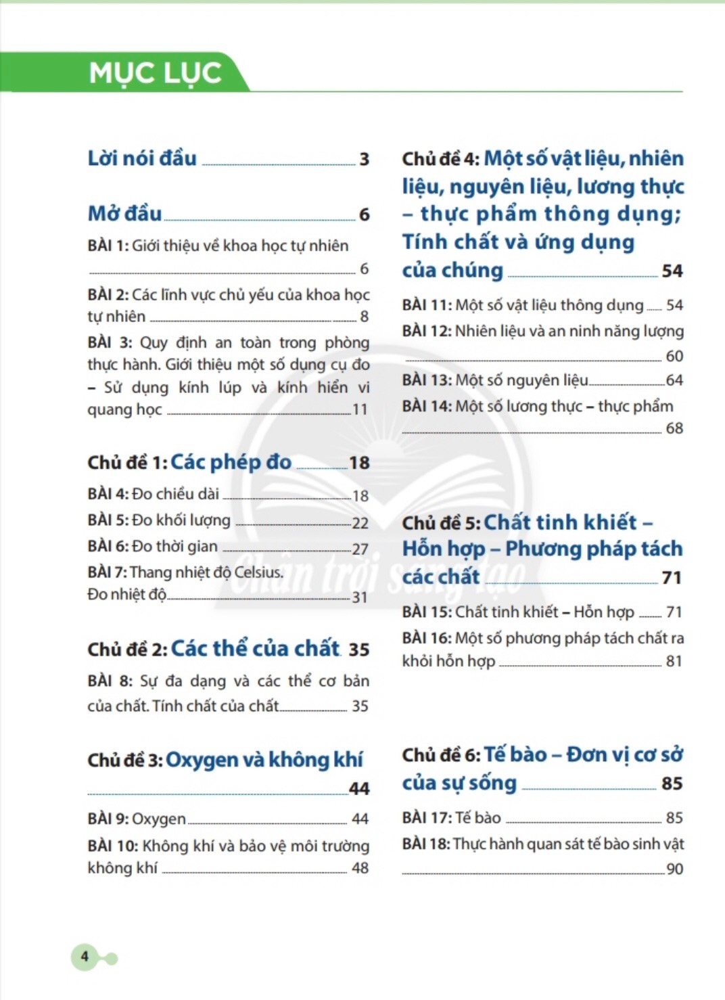 MỤC LỤC
Lời nói đầu 3
Mở đầu 6
BÀI 1: Giới thiệu về khoa học tự nhiên
6
BÀI 2: Các lĩnh vực chủ yếu của khoa học
tự nhiên 8
BÀI 3: Quy định an toàn trong phòng
thực hành. Giới thiệu một số dụng cụ đo
– Sử dụng kính lúp và kính hiển vi
quang học 11
Chủ đề 1: Các phép đo 18
BÀI 4: Đo chiều dài 18
BÀI 5: Đo khối lượng 22
BÀI 6: Đo thời gian 27
BÀI 7: Thang nhiệt độ Celsius.
Đo nhiệt độ 31
Chủ đề 2: Các thể của chất 35
BÀI 8: Sự đa dạng và các thể cơ bản
của chất. Tính chất của chất 35
Chủ đề 3: Oxygen và không khí
44
BÀI 9: Oxygen 44
BÀI 10: Không khí và bảo vệ môi trường
không khí 48
Chủ đề 4: Một số vật liệu, nhiên
liệu, nguyên liệu, lương thực
– thực phẩm thông dụng;
Tính chất và ứng dụng
của chúng 54
BÀI 11: Một số vật liệu thông dụng 54
BÀI 12: Nhiên liệu và an ninh năng lượng
60
BÀI 13: Một số nguyên liệu 64
BÀI 14: Một số lương thực – thực phẩm
68
Chủ đề 5: Chất tinh khiết –
Hỗn hợp – Phương pháp tách
các chất 71
BÀI 15: Chất tinh khiết – Hỗn hợp 71
BÀI 16: Một số phương pháp tách chất ra
khỏi hỗn hợp 81
Chủ đề 6: Tế bào – Đơn vị cơ sở
của sự sống 85
BÀI 17: Tế bào 85
BÀI 18: Thực hành quan sát tế bào sinh vật
90
Chân trời sáng tạo
4